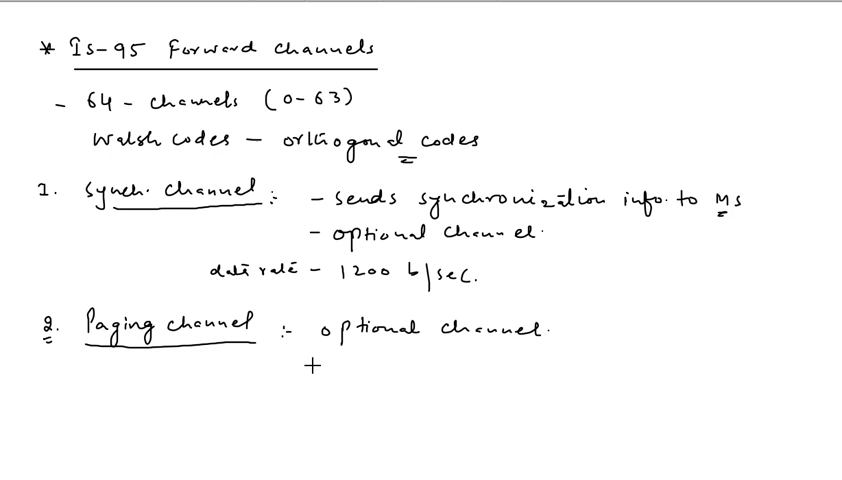 * IS-95 Forward channels
- 64 - channels (0-63)
Walsh codes - orthogonal codes
1. Synch. channel :- - sends synchronization info. to MS
- optional channel.
data rate - 1200 b/sec.
2. Paging channel :- optional channel.